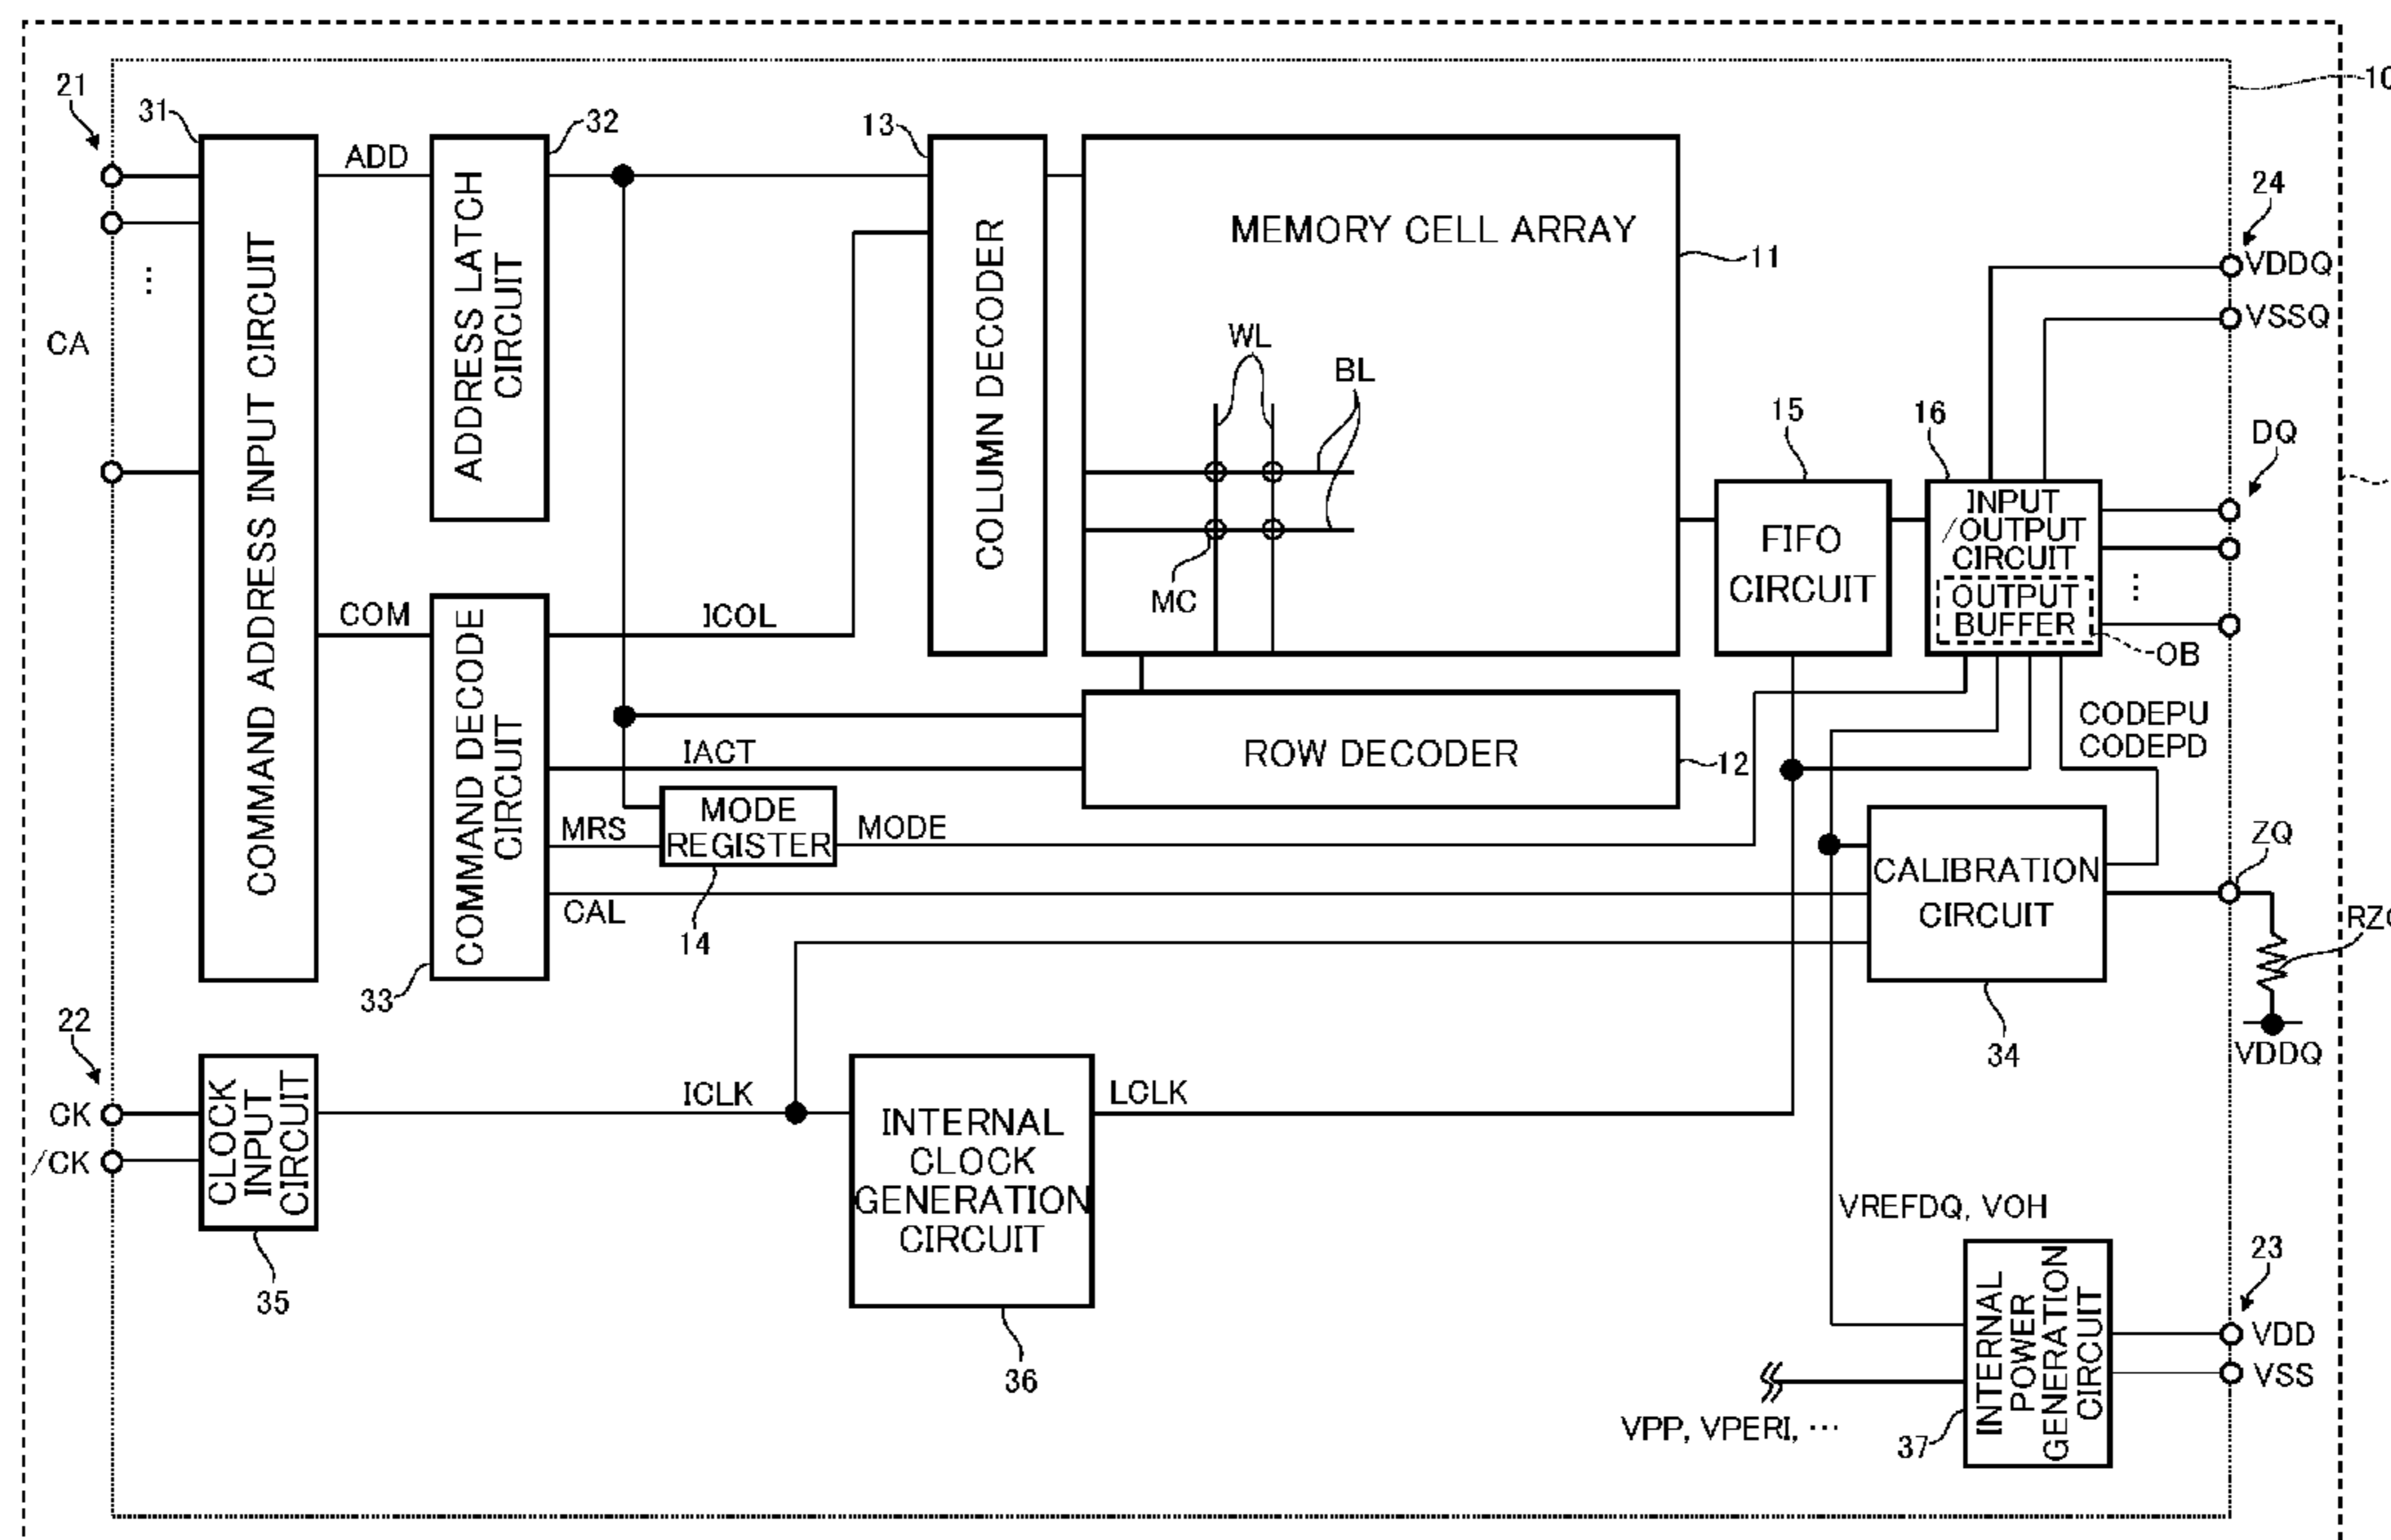 10
21
31
32
13
ADD
COMMAND ADDRESS INPUT CIRCUIT
ADDRESS LATCH
CIRCUIT
COLUMN DECODER
MEMORY CELL ARRAY
11
24
VDDQ
VSSQ
CA
WL
BL
MC
15
16
DQ
FIFO
CIRCUIT
INPUT
/OUTPUT
CIRCUIT
OUTPUT
BUFFER
OB
COM
COMMAND DECODE
CIRCUIT
ICOL
IACT
ROW DECODER
12
CODEPU
CODEPD
MRS
MODE
REGISTER
MODE
14
CAL
33
CALIBRATION
CIRCUIT
34
ZQ
VDDQ
22
CK
/CK
CLOCK
INPUT
CIRCUIT
35
ICLK
INTERNAL
CLOCK
GENERATION
CIRCUIT
36
LCLK
VREFDQ, VOH
INTERNAL
POWER
GENERATION
CIRCUIT
37
23
VDD
VSS
VPP, VPERI, ···